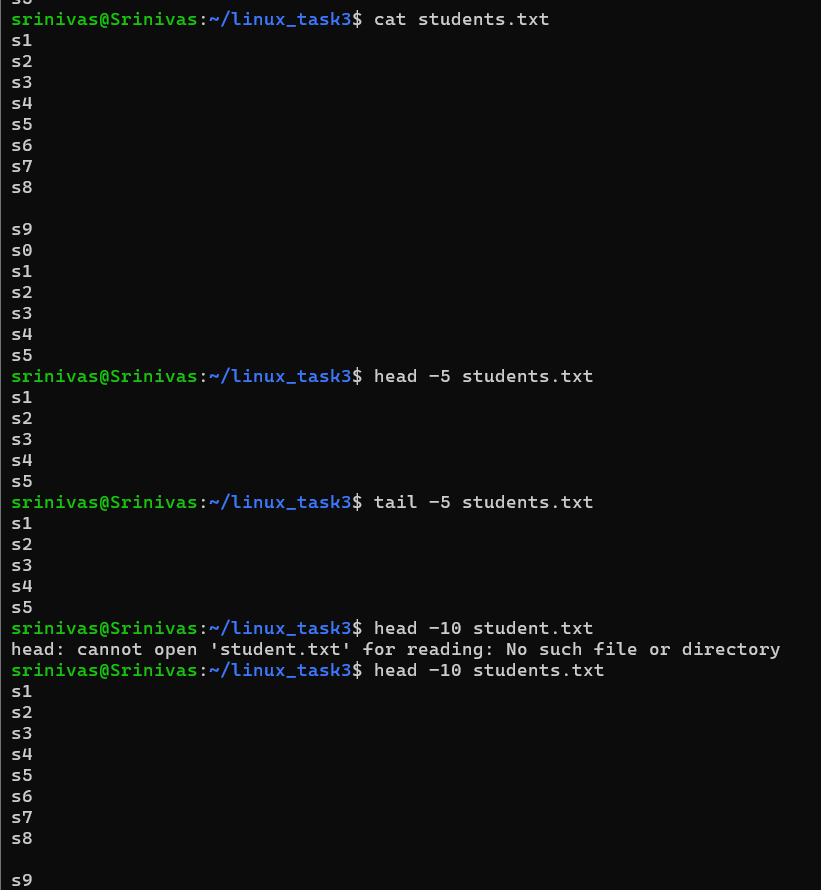 srinivas@Srinivas:~/linux_task3$ cat students.txt
s1
s2
s3
s4
s5
s6
s7
s8

s9
s0
s1
s2
s3
s4
s5
srinivas@Srinivas:~/linux_task3$ head -5 students.txt
s1
s2
s3
s4
s5
srinivas@Srinivas:~/linux_task3$ tail -5 students.txt
s1
s2
s3
s4
s5
srinivas@Srinivas:~/linux_task3$ head -10 student.txt
head: cannot open 'student.txt' for reading: No such file or directory
srinivas@Srinivas:~/linux_task3$ head -10 students.txt
s1
s2
s3
s4
s5
s6
s7
s8

s9